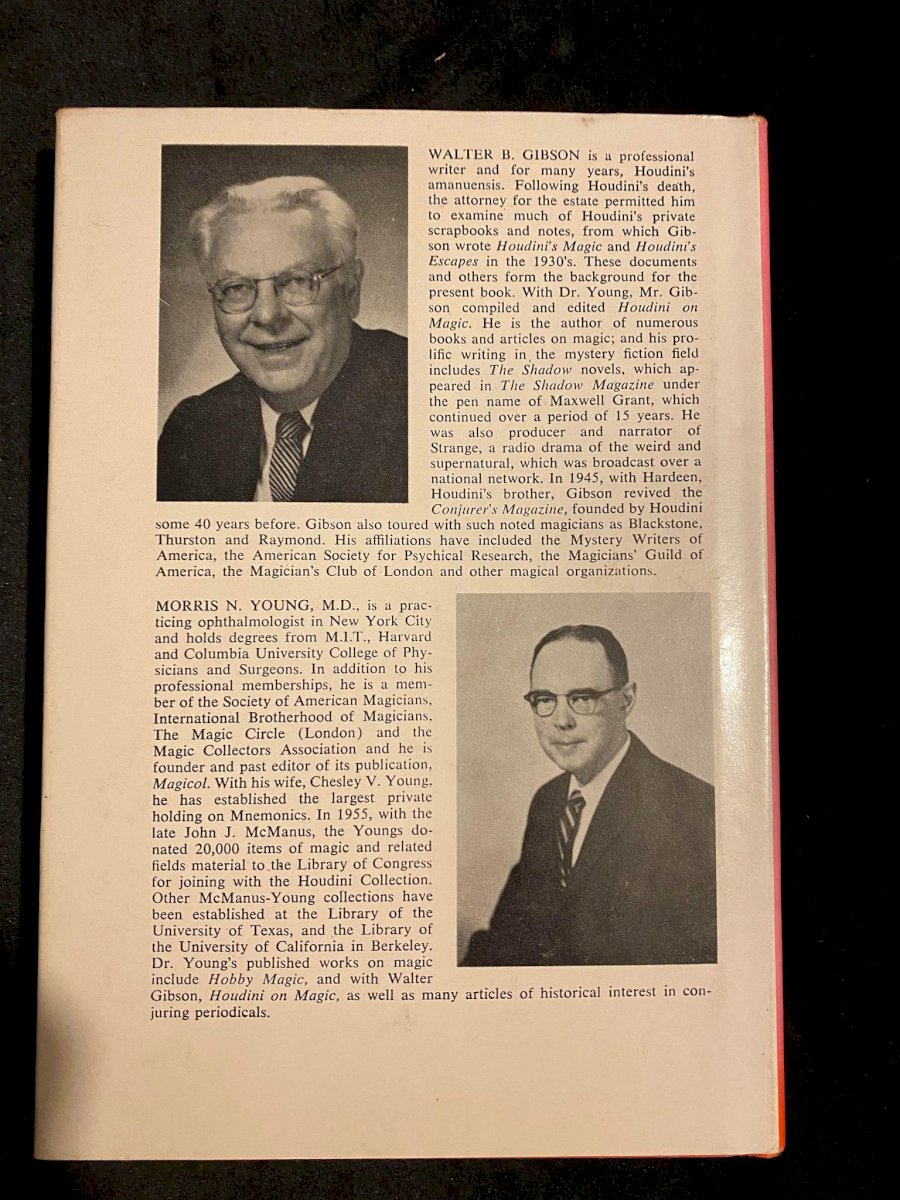 WALTER B. GIBSON is a professional
writer and for many years, Houdini's
amanuensis. Following Houdini's death,
the attorney for the estate permitted him
to examine much of Houdini's private
scrapbooks and notes, from which Gib-
son wrote Houdini's Magic and Houdini's
Escapes in the 1930's. These documents
and others form the background for the
present book. With Dr. Young, Mr. Gib-
son compiled and edited Houdini on
Magic. He is the author of numerous
books and articles on magic; and his pro-
lific writing in the mystery fiction field
includes The Shadow novels, which ap-
peared in The Shadow Magazine under
the pen name of Maxwell Grant, which
continued over a period of 15 years. He
was also producer and narrator of
Strange, a radio drama of the weird and
supernatural, which was broadcast over a
national network. In 1945, with Hardeen,
Houdini's brother, Gibson revived the
Conjurer's Magazine, founded by Houdini
some 40 years before. Gibson also toured with such noted magicians as Blackstone,
Thurston and Raymond. His affiliations have included the Mystery Writers of
America, the American Society for Psychical Research, the Magicians' Guild of
America, the Magician's Club of London and other magical organizations.
MORRIS N. YOUNG, M.D., is a prac-
ticing ophthalmologist in New York City
and holds degrees from M.I.T., Harvard
and Columbia University College of Phy-
sicians and Surgeons. In addition to his
professional memberships, he is a mem-
ber of the Society of American Magicians,
International Brotherhood of Magicians,
The Magic Circle (London) and the
Magic Collectors Association and he is
founder and past editor of its publication,
Magicol. With his wife, Chesley V. Young,
he has established the largest private
holding on Mnemonics. In 1955, with the
late John J. McManus, the Youngs do-
nated 20,000 items of magic and related
fields material to the Library of Congress
for joining with the Houdini Collection.
Other McManus-Young collections have
been established at the Library of the
University of Texas, and the Library of
the University of California in Berkeley.
Dr. Young's published works on magic
include Hobby Magic, and with Walter
Gibson, Houdini on Magic, as well as many articles of historical interest in con-
juring periodicals.